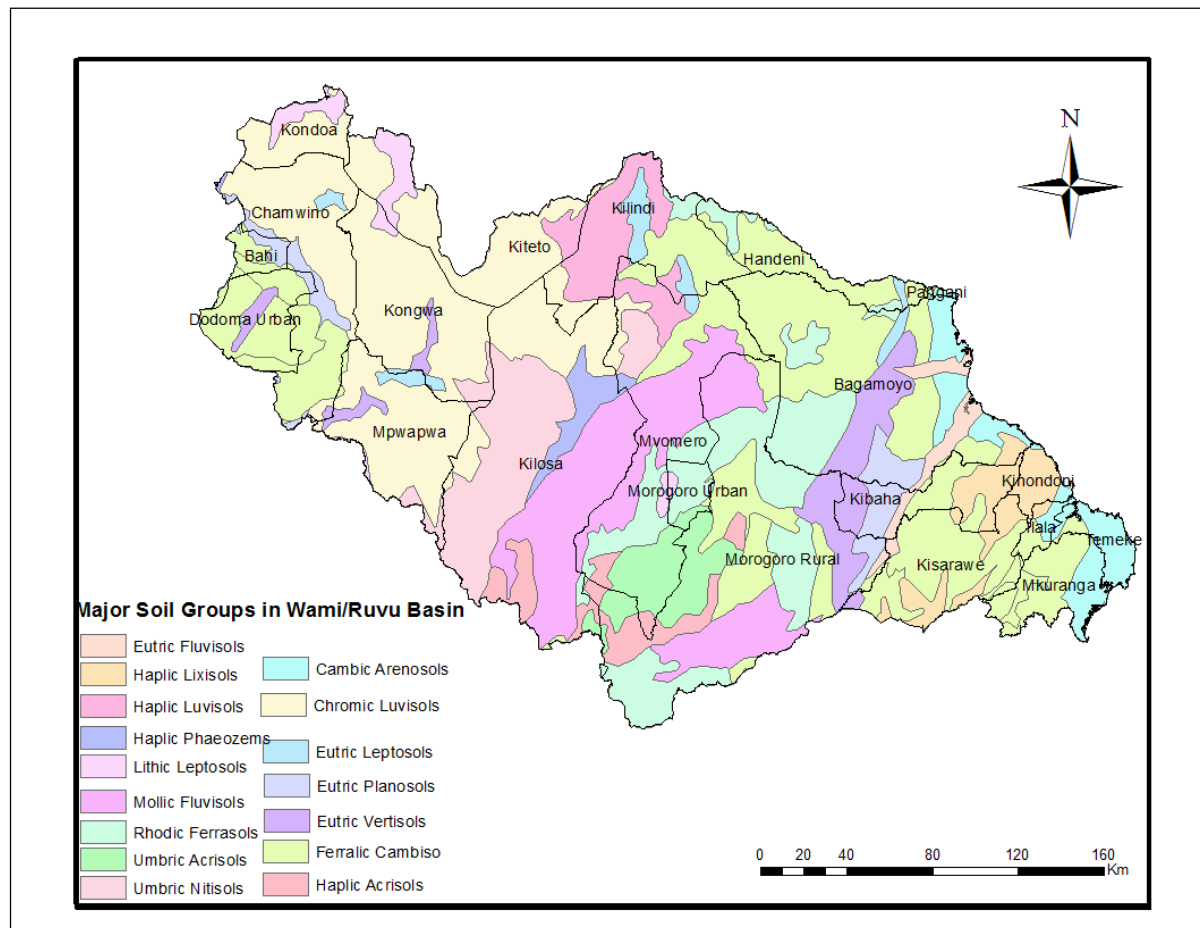 N
Kondoa
Chamwino
Kilindi
Kiteto
Bahi
Handeni
Pangani
Kongwa
Dodoma Urban
Bagamoyo
Mpwapwa
Mvomero
Kilosa
Kinondoni
Morogoro Urban
Kibaha
Ilala
Temeke
Morogoro Rural
Kisarawe
Mkuranga
Major Soil Groups in Wami/Ruvu Basin
Eutric Fluvisols
Haplic Lixisols
Haplic Luvisols
Haplic Phaeozems
Lithic Leptosols
Mollic Fluvisols
Rhodic Ferrasols
Umbric Acrisols
Umbric Nitisols
Cambic Arenosols
Chromic Luvisols
Eutric Leptosols
Eutric Planosols
Eutric Vertisols
Ferralic Cambiso
Haplic Acrisols
0 20 40 80 120 160
Km